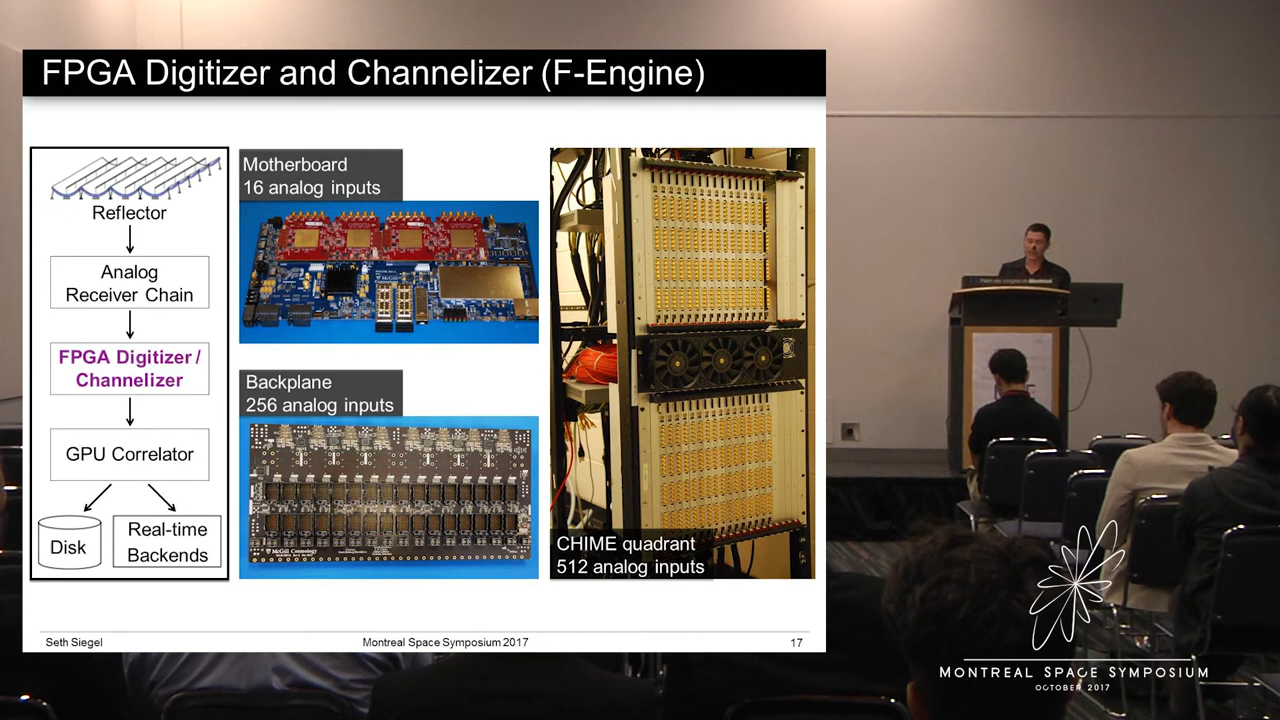 FPGA Digitizer and Channelizer (F-Engine)
Reflector
Analog
Receiver Chain
FPGA Digitizer /
Channelizer
GPU Correlator
Disk
Real-time
Backends
Motherboard
16 analog inputs
Backplane
256 analog inputs
McGill Cosmology
CHIME quadrant
512 analog inputs
Seth Siegel
Montreal Space Symposium 2017
17
MONTREAL SPACE SYMPOSIUM
OCTOBER 2017